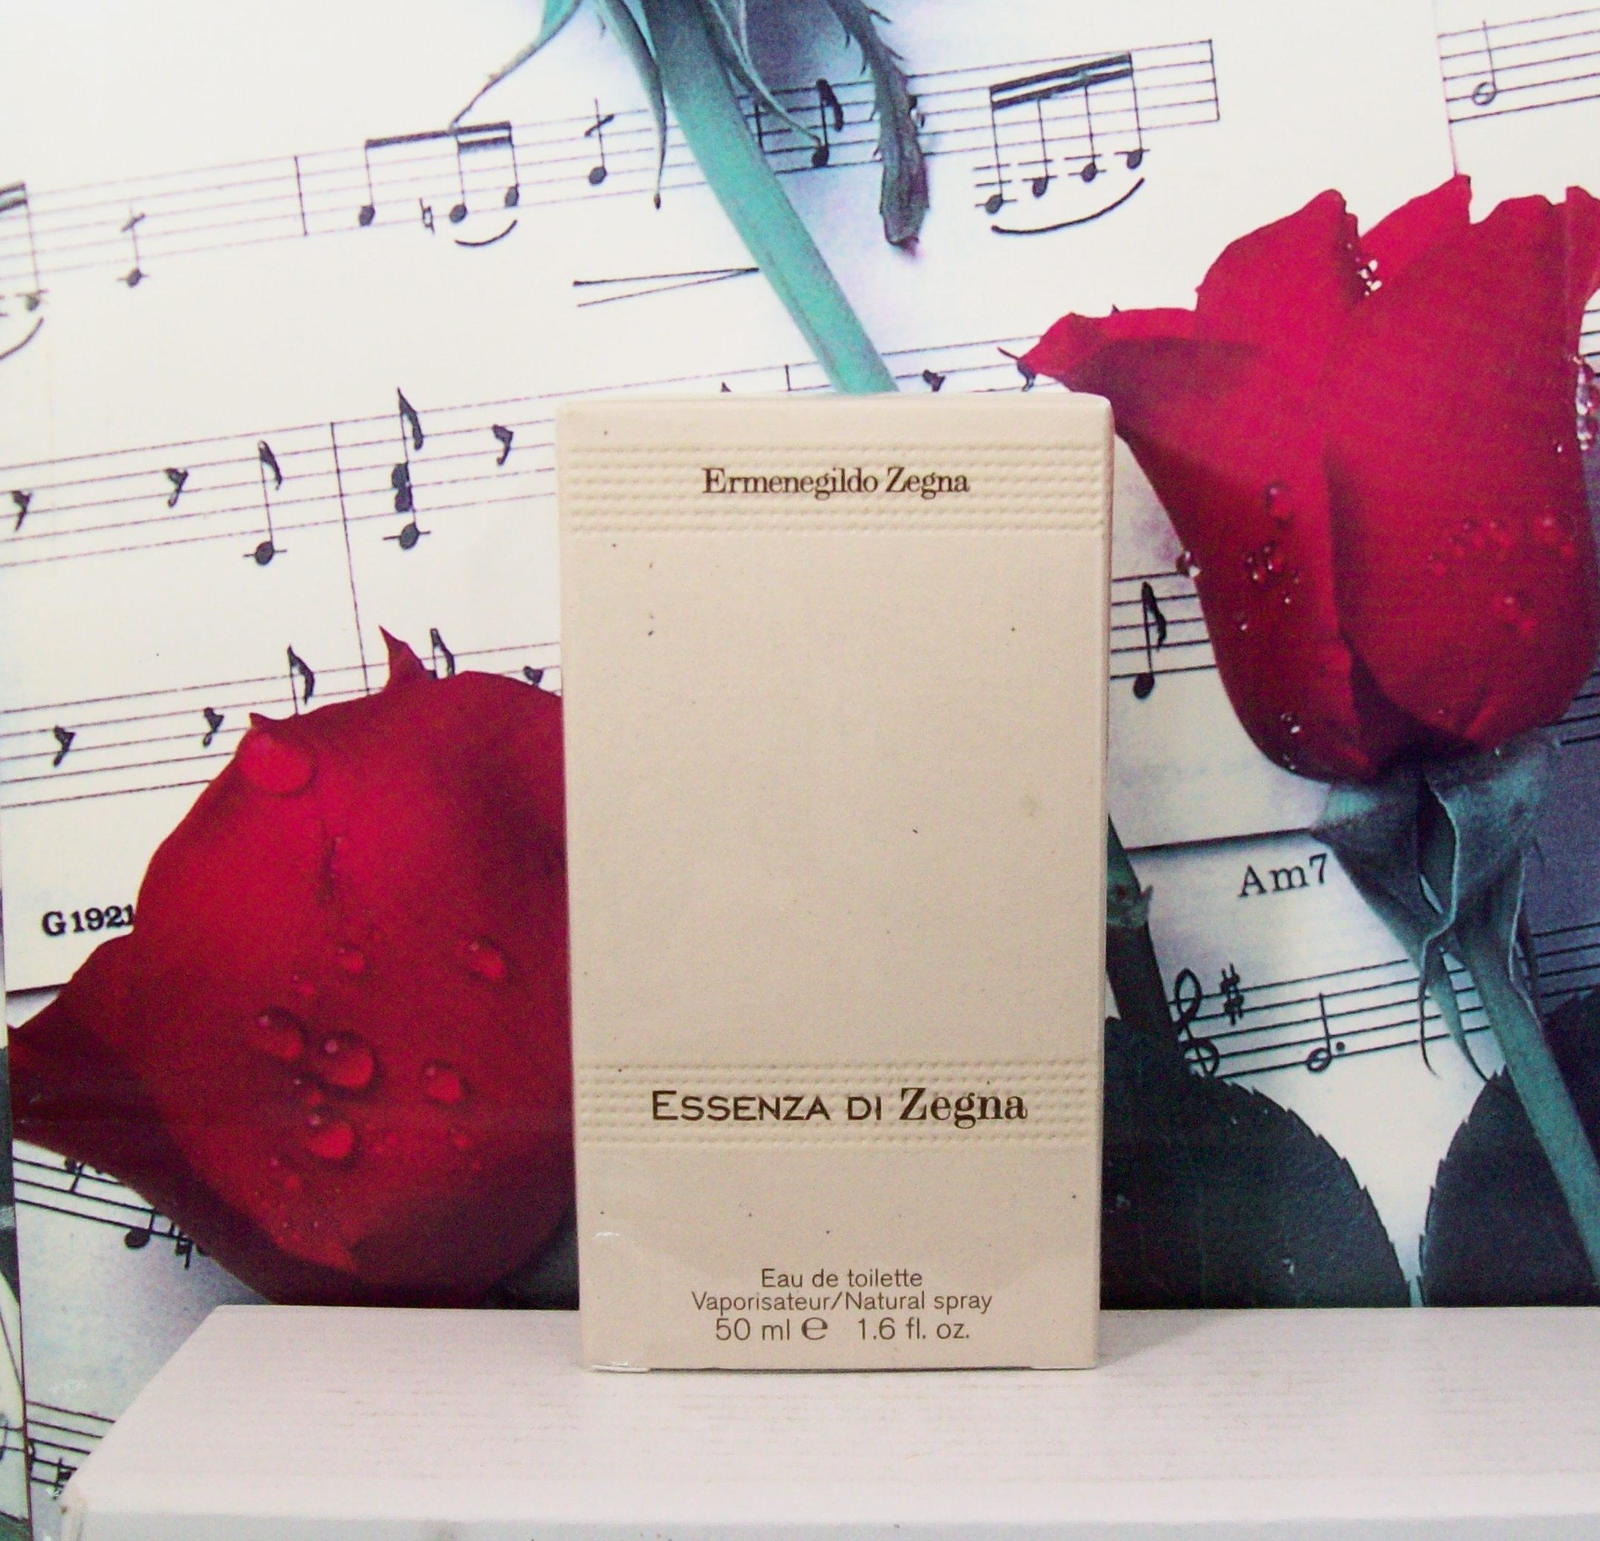 Ermenegildo Zegna
G1921
Am7
ESSENZA DI Zegna
Eau de toilette
Vaporisateur/Natural spray
50 ml ℮ 1.6 fl. oz.